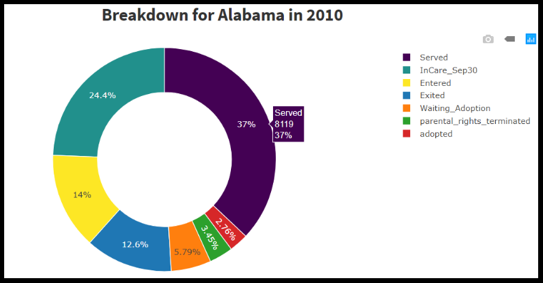 Breakdown for Alabama in 2010
Served
InCare_Sep30
Entered
Exited
Waiting_Adoption
parental_rights_terminated
adopted
24.4%
37%
Served
8119
37%
14%
12.6%
5.79%
3.45%
2.76%